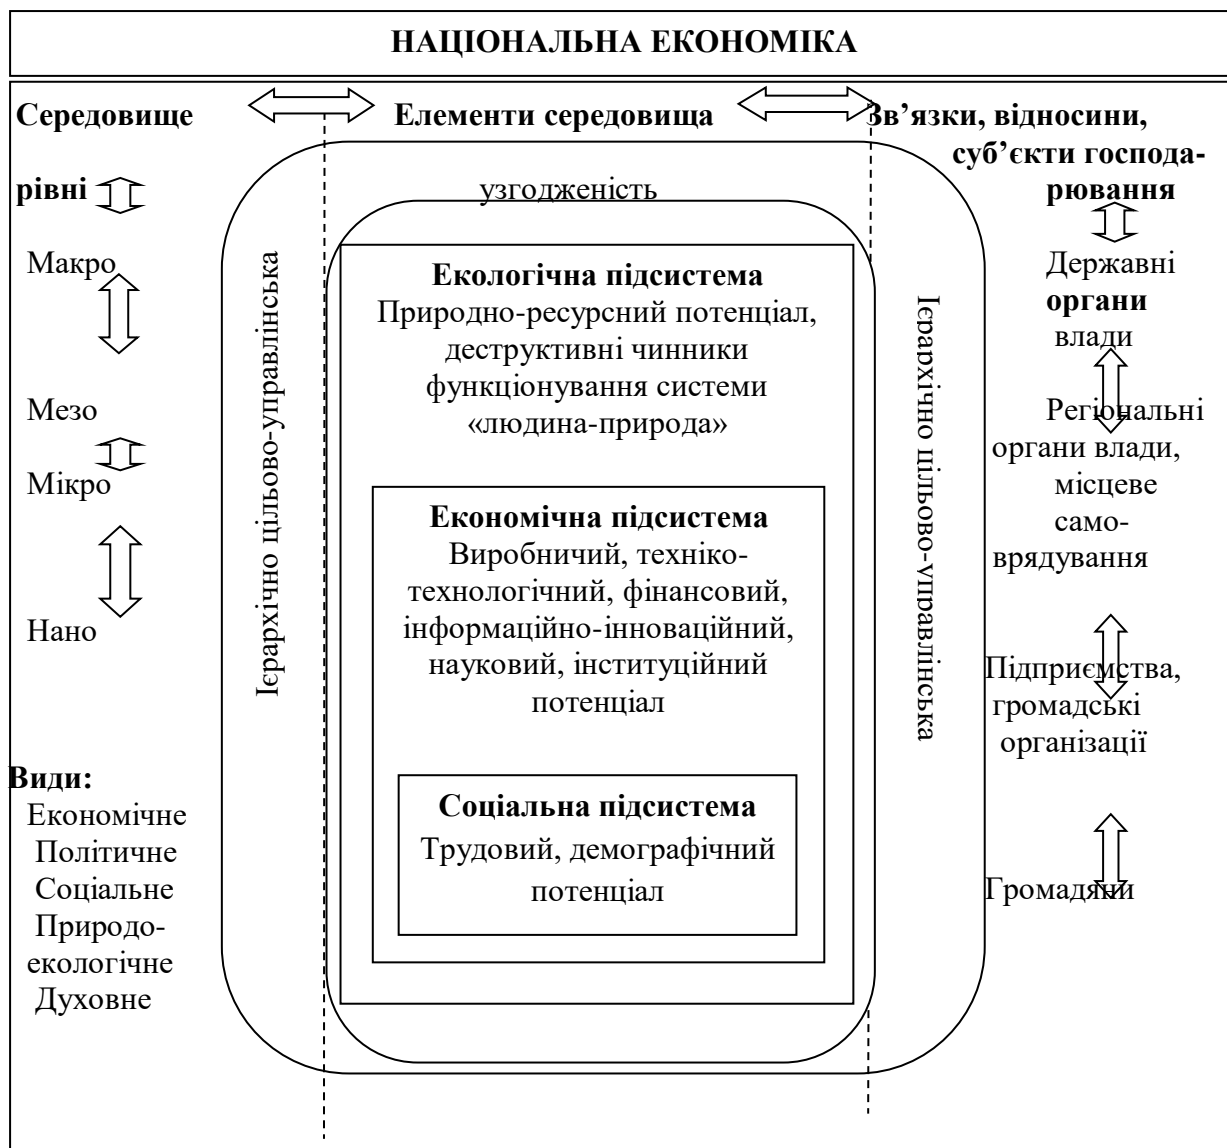 НАЦІОНАЛЬНА ЕКОНОМІКА
Середовище
рівні
Макро
Мезо
Мікро
Нано
Види:
Економічне
Політичне
Соціальне
Природо-
екологічне
Духовне
Ієрархічно цільово-управлінська
Елементи середовища
узгодженість
Екологічна підсистема
Природно-ресурсний потенціал,
деструктивні чинники
функціонування системи
«людина-природа»
Економічна підсистема
Виробничий, техніко-
технологічний, фінансовий,
інформаційно-інноваційний,
науковий, інституційний
потенціал
Соціальна підсистема
Трудовий, демографічний
потенціал
Ієрархічно цільово-управлінська
Зв’язки, відносини,
суб’єкти господа-
рювання
Державні
органи
влади
Регіональні
органи влади,
місцеве
само-
врядування
Підприємства,
громадські
організації
Громадяни